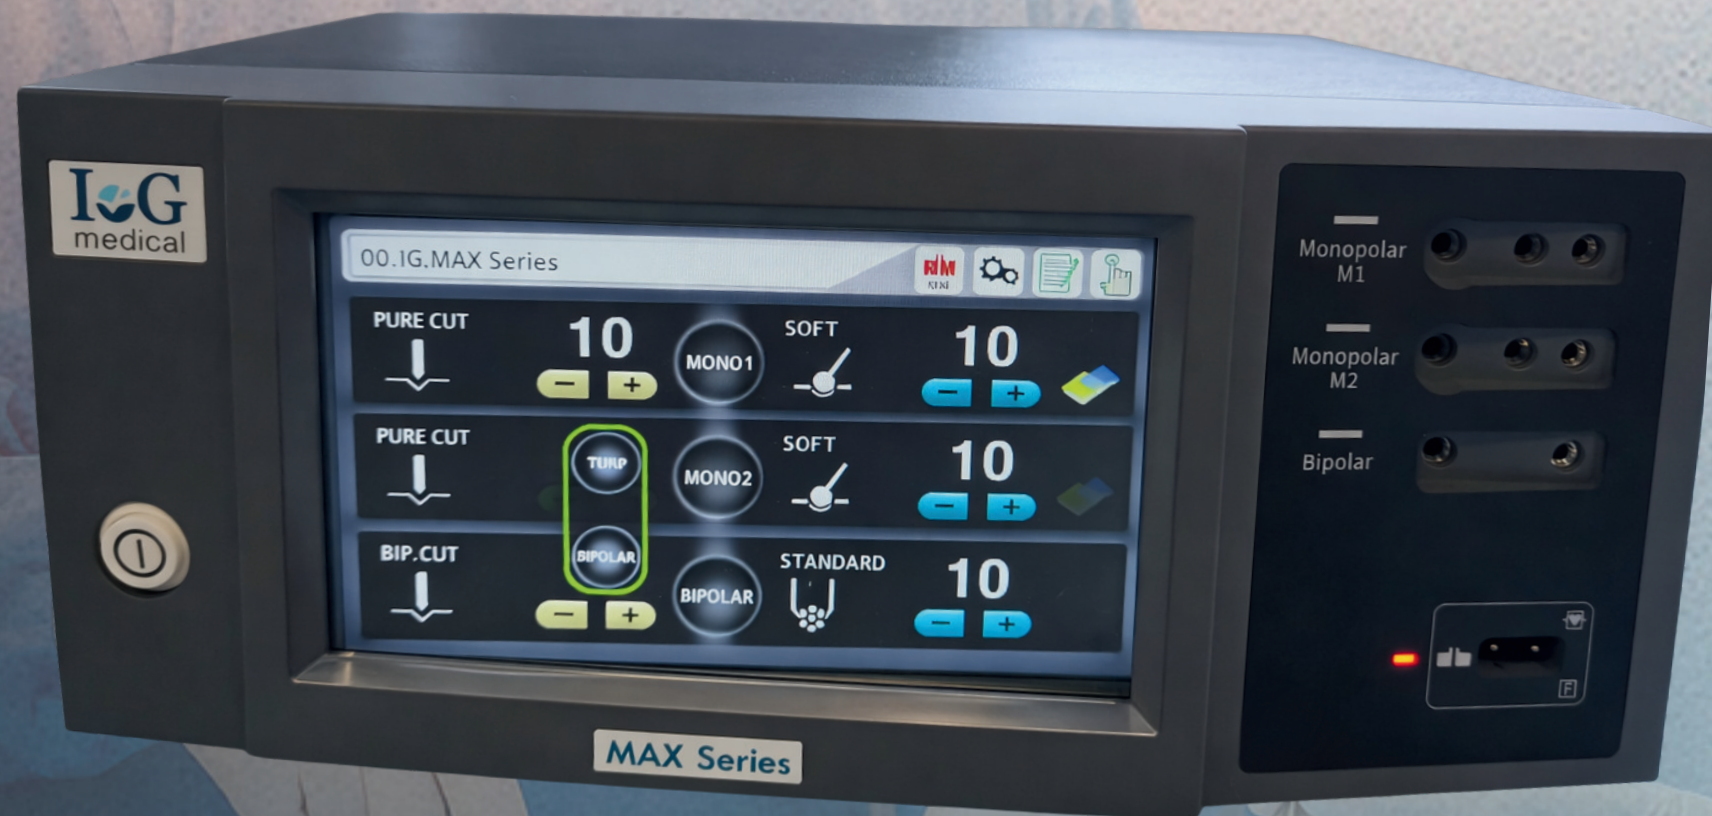 I G
medical
00.IG.MAX Series
REM
PURE CUT
10
MONO1
SOFT
10
− +
− +
PURE CUT
TURP
MONO2
SOFT
10
− +
BIP.CUT
BIPOLAR
BIPOLAR
STANDARD
10
− +
− +
MAX Series
Monopolar
M1
Monopolar
M2
Bipolar
F